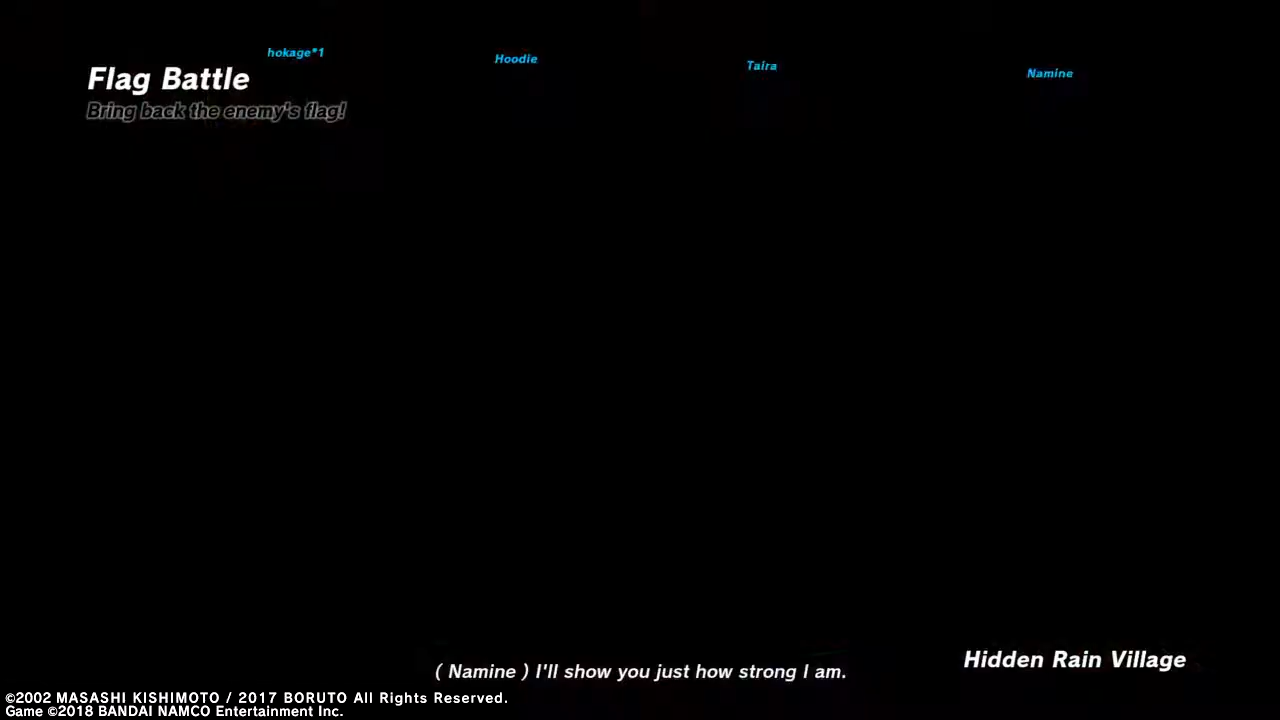 hokage*1
Hoodie
Taira
Namine
Flag Battle
Bring back the enemy's flag!
( Namine ) I'll show you just how strong I am.
Hidden Rain Village
©2002 MASASHI KISHIMOTO / 2017 BORUTO All Rights Reserved.
Game ©2018 BANDAI NAMCO Entertainment Inc.